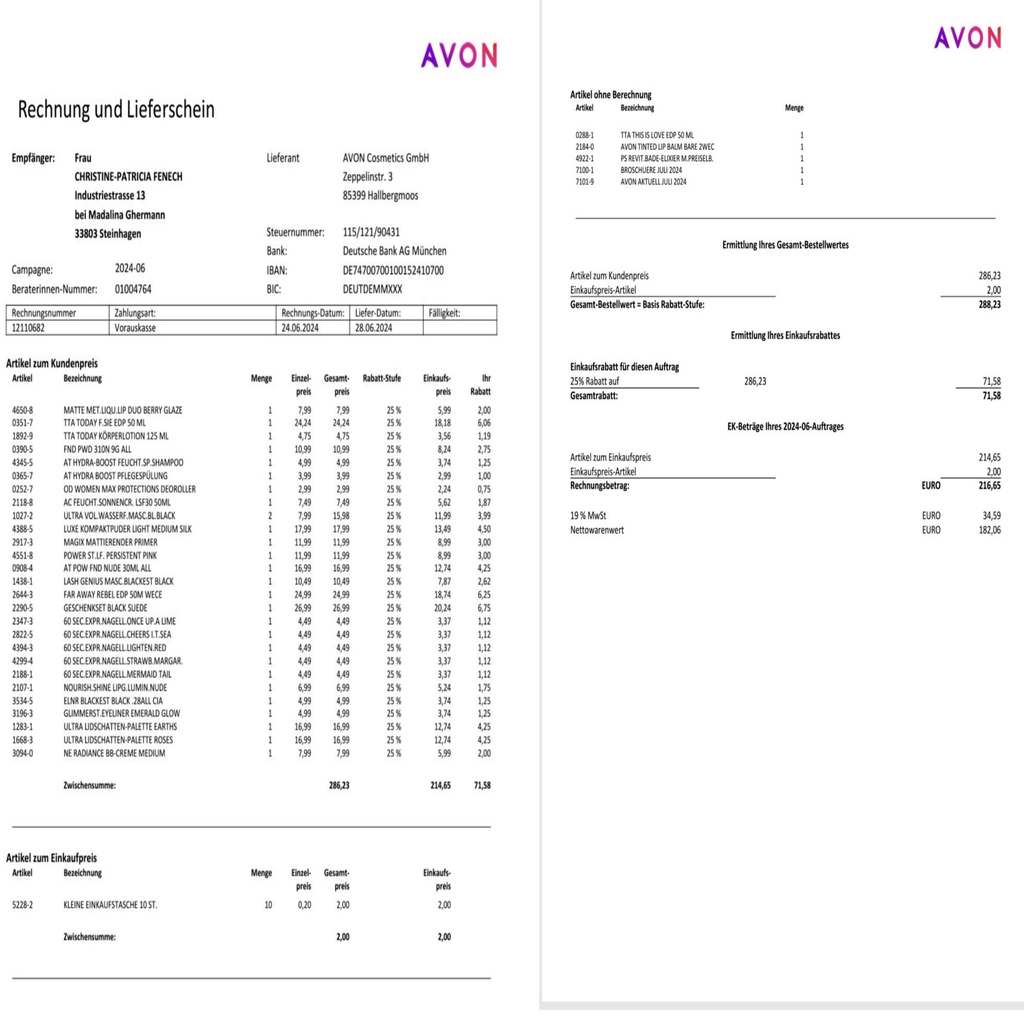 AVON
Rechnung und Lieferschein
Empfänger: Frau Lieferant AVON Cosmetics GmbH
CHRISTINE-PATRICIA FENECH Zeppelinstr. 3
Industriestrasse 13 85399 Hallbergmoos
bei Madalina Ghermann
33803 Steinhagen Steuernummer: 115/121/90431
Bank: Deutsche Bank AG München
Campagne: 2024-06 IBAN: DE74700700100152410700
Beraterinnen-Nummer: 01004764 BIC: DEUTDEMMXXX
Rechnungsnummer Zahlungsart: Rechnungs-Datum: Liefer-Datum: Fälligkeit:
12110682 Vorauskasse 24.06.2024 28.06.2024
Artikel zum Kundenpreis
Artikel Bezeichnung Menge Einzel- Gesamt- Rabatt-Stufe Einkaufs- Ihr
preis preis preis Rabatt
4650-8 MATTE MET.LIQU.LIP DUO BERRY GLAZE 1 7,99 7,99 25 % 5,99 2,00
0351-7 TTA TODAY F.SIE EDP 50 ML 1 24,24 24,24 25 % 18,18 6,06
1892-9 TTA TODAY KÖRPERLOTION 125 ML 1 4,75 4,75 25 % 3,56 1,19
0390-5 FND PWD 310N 9G ALL 1 10,99 10,99 25 % 8,24 2,75
4345-5 AT HYDRA-BOOST FEUCHT.SP.SHAMPOO 1 4,99 4,99 25 % 3,74 1,25
0365-7 AT HYDRA BOOST PFLEGESPÜLUNG 1 3,99 3,99 25 % 2,99 1,00
0252-7 OD WOMEN MAX PROTECTIONS DEOROLLER 1 2,99 2,99 25 % 2,24 0,75
2118-8 AC FEUCHT.SONNENCR. LSF30 50ML 1 7,49 7,49 25 % 5,62 1,87
1027-2 ULTRA VOL.WASSERF.MASC.BL.BLACK 2 7,99 15,98 25 % 11,99 3,99
4388-5 LUXE KOMPAKTPUDER LIGHT MEDIUM SILK 1 17,99 17,99 25 % 13,49 4,50
2917-3 MAGIX MATTIERENDER PRIMER 1 11,99 11,99 25 % 8,99 3,00
4551-8 POWER ST.LF. PERSISTENT PINK 1 11,99 11,99 25 % 8,99 3,00
0908-4 AT POW FND NUDE 30ML ALL 1 16,99 16,99 25 % 12,74 4,25
1438-1 LASH GENIUS MASC.BLACKEST BLACK 1 10,49 10,49 25 % 7,87 2,62
2644-3 FAR AWAY REBEL EDP 50M WECE 1 24,99 24,99 25 % 18,74 6,25
2290-5 GESCHENKSET BLACK SUEDE 1 26,99 26,99 25 % 20,24 6,75
2347-3 60 SEC.EXPR.NAGELL.ONCE UP.A LIME 1 4,49 4,49 25 % 3,37 1,12
2822-5 60 SEC.EXPR.NAGELL.CHEERS I.T.SEA 1 4,49 4,49 25 % 3,37 1,12
4394-3 60 SEC.EXPR.NAGELL.LIGHTEN.RED 1 4,49 4,49 25 % 3,37 1,12
4299-4 60 SEC.EXPR.NAGELL.STRAWB.MARGAR. 1 4,49 4,49 25 % 3,37 1,12
2188-1 60 SEC.EXPR.NAGELL.MERMAID TAIL 1 4,49 4,49 25 % 3,37 1,12
2107-1 NOURISH.SHINE LIPG.LUMIN.NUDE 1 6,99 6,99 25 % 5,24 1,75
3534-5 ELNR BLACKEST BLACK .28ALL CIA 1 4,99 4,99 25 % 3,74 1,25
3196-3 GLIMMERST.EYELINER EMERALD GLOW 1 4,99 4,99 25 % 3,74 1,25
1283-1 ULTRA LIDSCHATTEN-PALETTE EARTHS 1 16,99 16,99 25 % 12,74 4,25
1668-3 ULTRA LIDSCHATTEN-PALETTE ROSES 1 16,99 16,99 25 % 12,74 4,25
3094-0 NE RADIANCE BB-CREME MEDIUM 1 7,99 7,99 25 % 5,99 2,00
Zwischensumme: 286,23 214,65 71,58
Artikel zum Einkaufpreis
Artikel Bezeichnung Menge Einzel- Gesamt- Einkaufs-
preis preis preis
5228-2 KLEINE EINKAUFSTASCHE 10 ST. 10 0,20 2,00 2,00
Zwischensumme: 2,00 2,00
AVON
Artikel ohne Berechnung
Artikel Bezeichnung Menge
0288-1 TTA THIS IS LOVE EDP 50 ML 1
2184-0 AVON TINTED LIP BALM BARE 2WEC 1
4922-1 PS REVIT.BADE-ELIXIER M.PREISELB. 1
7100-1 BROSCHUERE JULI 2024 1
7101-9 AVON AKTUELL JULI 2024 1
Ermittlung Ihres Gesamt-Bestellwertes
Artikel zum Kundenpreis 286,23
Einkaufspreis-Artikel 2,00
Gesamt-Bestellwert = Basis Rabatt-Stufe: 288,23
Ermittlung Ihres Einkaufsrabattes
Einkaufsrabatt für diesen Auftrag
25% Rabatt auf 286,23 71,58
Gesamtrabatt: 71,58
EK-Beträge Ihres 2024-06-Auftrages
Artikel zum Einkaufspreis 214,65
Einkaufspreis-Artikel 2,00
Rechnungsbetrag: EURO 216,65
19 % MwSt EURO 34,59
Nettowarenwert EURO 182,06